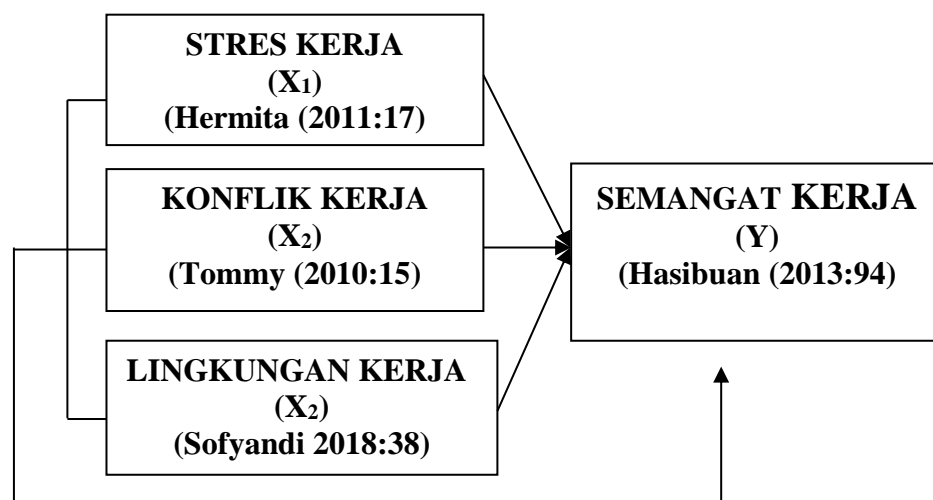 STRES KERJA
(X₁)
(Hermita (2011:17)
KONFLIK KERJA
(X₂)
(Tommy (2010:15)
LINGKUNGAN KERJA
(X₂)
(Sofyandi 2018:38)
SEMANGAT KERJA
(Y)
(Hasibuan (2013:94)